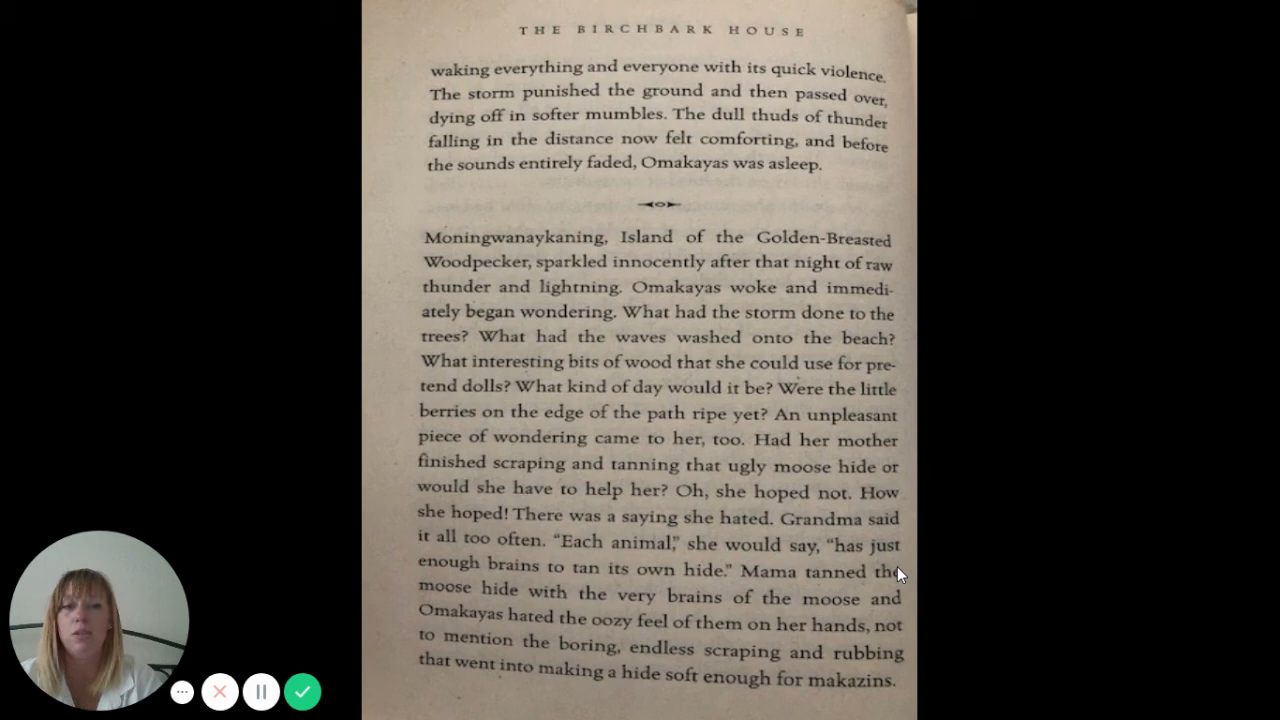 THE BIRCHBARK HOUSE
waking everything and everyone with its quick violence.
The storm punished the ground and then passed over,
dying off in softer mumbles. The dull thuds of thunder
falling in the distance now felt comforting, and before
the sounds entirely faded, Omakayas was asleep.
Moningwanaykaning, Island of the Golden-Breasted
Woodpecker, sparkled innocently after that night of raw
thunder and lightning. Omakayas woke and immedi-
ately began wondering. What had the storm done to the
trees? What had the waves washed onto the beach?
What interesting bits of wood that she could use for pre-
tend dolls? What kind of day would it be? Were the little
berries on the edge of the path ripe yet? An unpleasant
piece of wondering came to her, too. Had her mother
finished scraping and tanning that ugly moose hide or
would she have to help her? Oh, she hoped not. How
she hoped! There was a saying she hated. Grandma said
it all too often. “Each animal,” she would say, “has just
enough brains to tan its own hide.” Mama tanned the
moose hide with the very brains of the moose and
Omakayas hated the oozy feel of them on her hands, not
to mention the boring, endless scraping and rubbing
that went into making a hide soft enough for makazins.